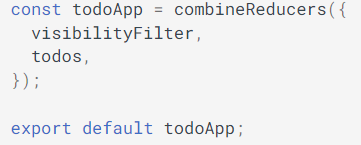 const todoApp = combineReducers({
  visibilityFilter,
  todos,
});

export default todoApp;